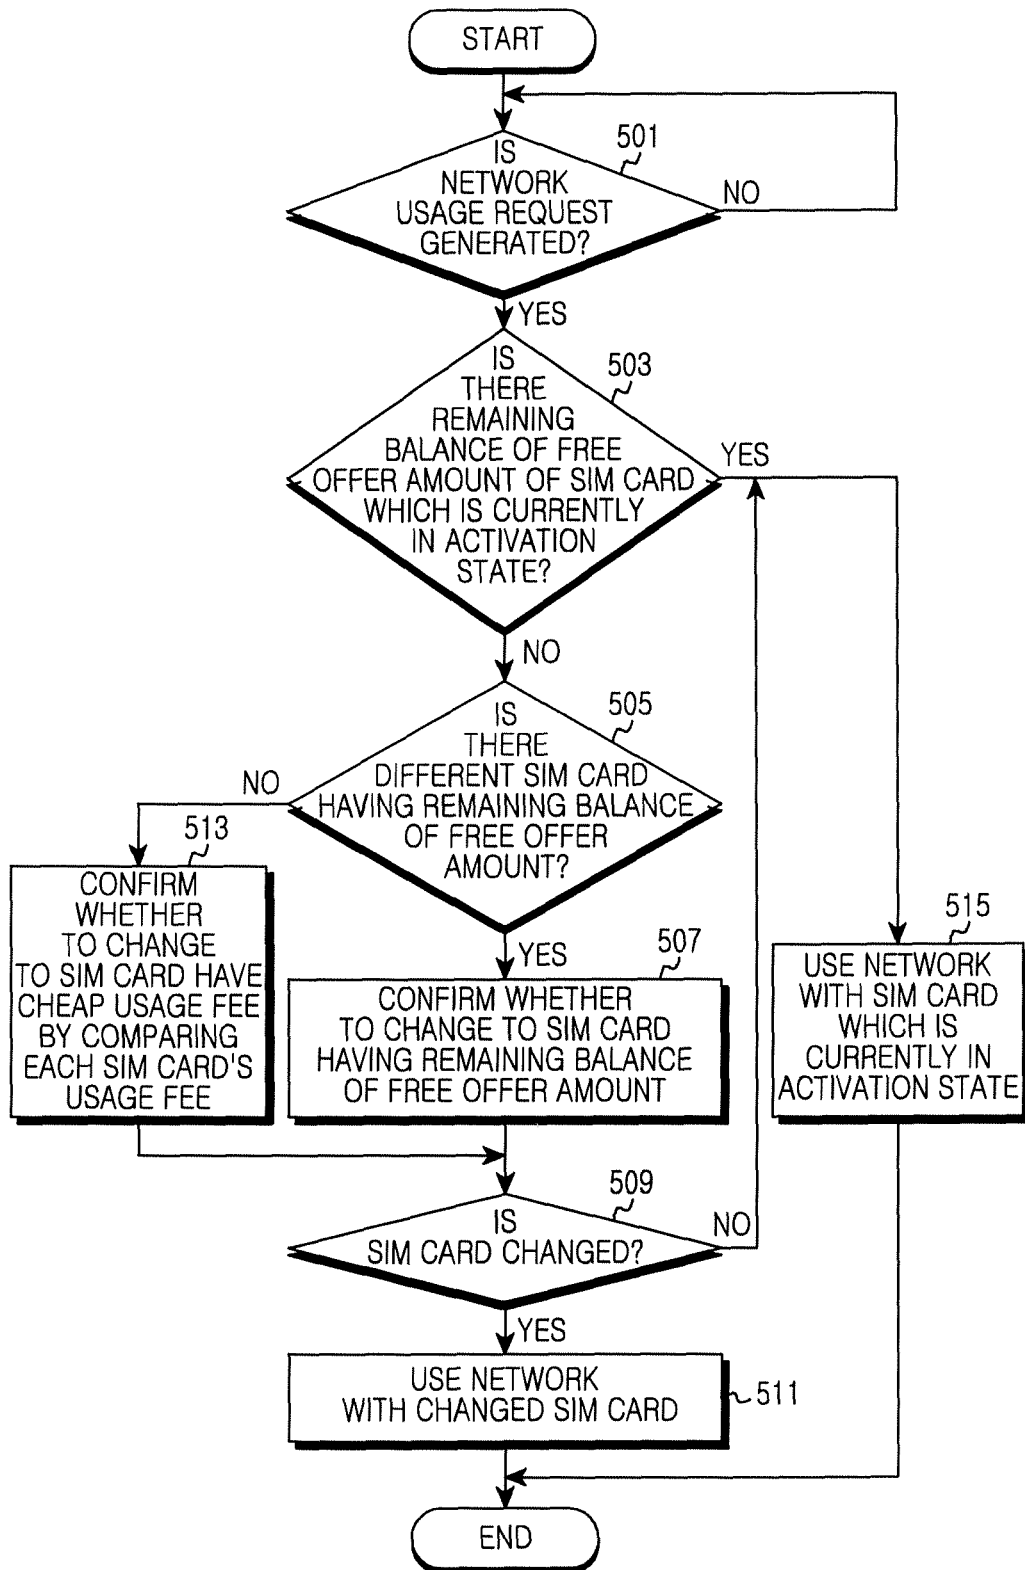 START
501
IS
NETWORK
USAGE REQUEST
GENERATED?
NO
YES
503
IS
THERE
REMAINING
BALANCE OF FREE
OFFER AMOUNT OF SIM CARD
WHICH IS CURRENTLY
IN ACTIVATION
STATE?
YES
NO
505
IS
THERE
DIFFERENT SIM CARD
HAVING REMAINING BALANCE
OF FREE OFFER
AMOUNT?
NO
YES
513
CONFIRM
WHETHER
TO CHANGE
TO SIM CARD HAVE
CHEAP USAGE FEE
BY COMPARING
EACH SIM CARD'S
USAGE FEE
507
CONFIRM WHETHER
TO CHANGE TO SIM CARD
HAVING REMAINING BALANCE
OF FREE OFFER AMOUNT
515
USE NETWORK
WITH SIM CARD
WHICH IS
CURRENTLY IN
ACTIVATION STATE
509
IS
SIM CARD CHANGED?
NO
YES
USE NETWORK
WITH CHANGED SIM CARD
511
END